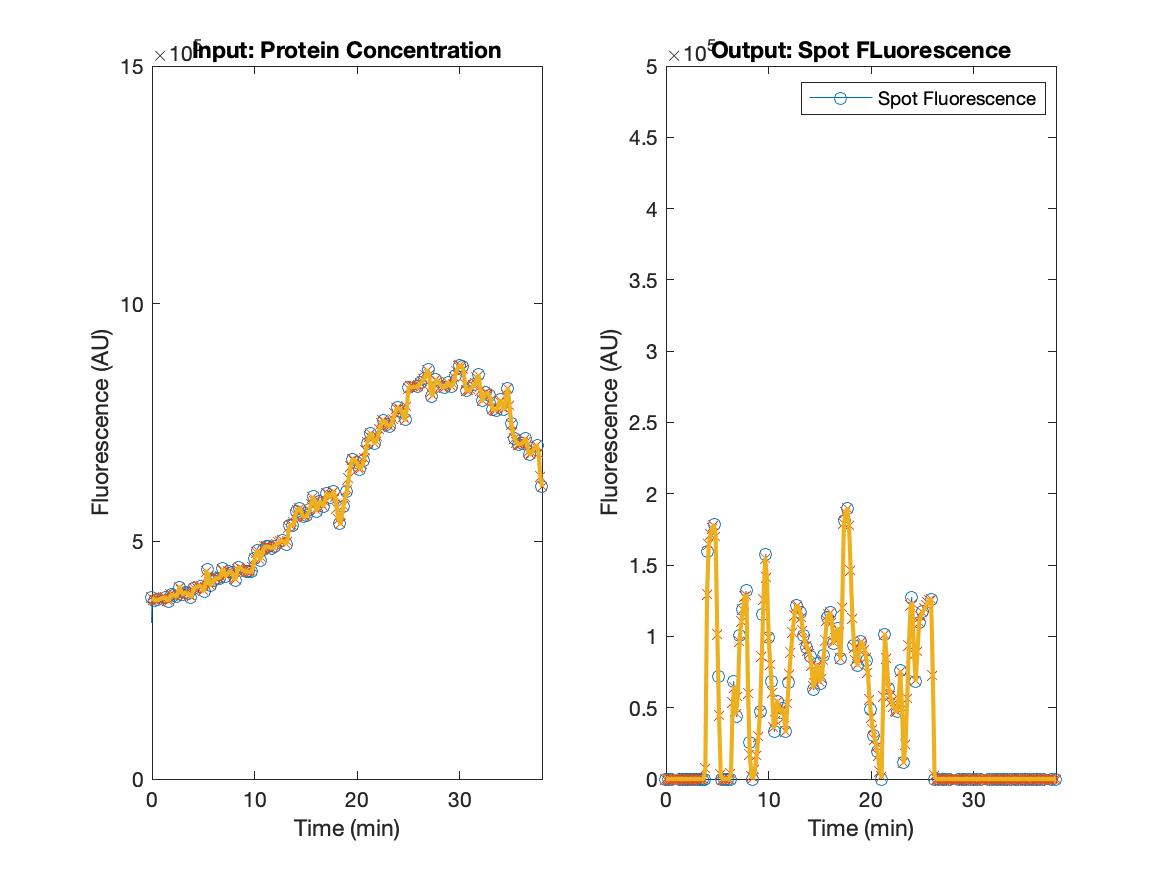 ×10⁵
Input: Protein Concentration
15
10
5
0
0 10 20 30
Fluorescence (AU)
Time (min)
×10⁵
Output: Spot FLuorescence
Spot Fluorescence
5
4.5
4
3.5
3
2.5
2
1.5
1
0.5
0
0 10 20 30
Fluorescence (AU)
Time (min)